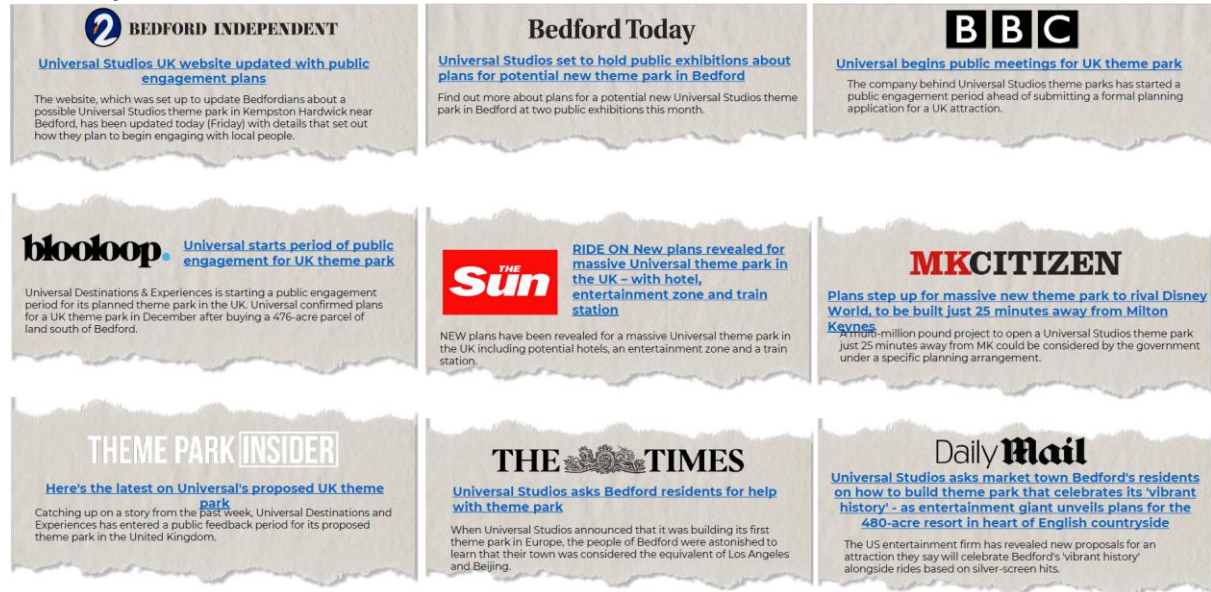 2 BEDFORD INDEPENDENT
Universal Studios UK website updated with public
engagement plans
The website, which was set up to update Bedfordians about a
possible Universal Studios theme park in Kempston Hardwick near
Bedford, has been updated today (Friday) with details that set out
how they plan to begin engaging with local people.
Bedford Today
Universal Studios set to hold public exhibitions about
plans for potential new theme park in Bedford
Find out more about plans for a potential new Universal Studios theme
park in Bedford at two public exhibitions this month.
BBC
Universal begins public meetings for UK theme park
The company behind Universal Studios theme parks has started a
public engagement period ahead of submitting a formal planning
application for a UK attraction.
blooloop.
Universal starts period of public
engagement for UK theme park
Universal Destinations & Experiences is starting a public engagement
period for its planned theme park in the UK. Universal confirmed plans
for a UK theme park in December after buying a 476-acre parcel of
land south of Bedford.
THE Sun
RIDE ON New plans revealed for
massive Universal theme park in
the UK – with hotel,
entertainment zone and train
station
NEW plans have been revealed for a massive Universal theme park in
the UK including potential hotels, an entertainment zone and a train
station.
MKCITIZEN
Plans step up for massive new theme park to rival Disney
World, to be built just 25 minutes away from Milton
Keynes
A multi-million pound project to open a Universal Studios theme park
just 25 minutes away from MK could be considered by the government
under a specific planning arrangement.
THEME PARK INSIDER
Here's the latest on Universal's proposed UK theme
park
Catching up on a story from the past week, Universal Destinations and
Experiences has entered a public feedback period for its proposed
theme park in the United Kingdom.
THE TIMES
Universal Studios asks Bedford residents for help
with theme park
When Universal Studios announced that it was building its first
theme park in Europe, the people of Bedford were astonished to
learn that their town was considered the equivalent of Los Angeles
and Beijing.
Daily Mail
Universal Studios asks market town Bedford's residents
on how to build theme park that celebrates its 'vibrant
history' - as entertainment giant unveils plans for the
480-acre resort in heart of English countryside
The US entertainment firm has revealed new proposals for an
attraction they say will celebrate Bedford's 'vibrant history'
alongside rides based on silver-screen hits.